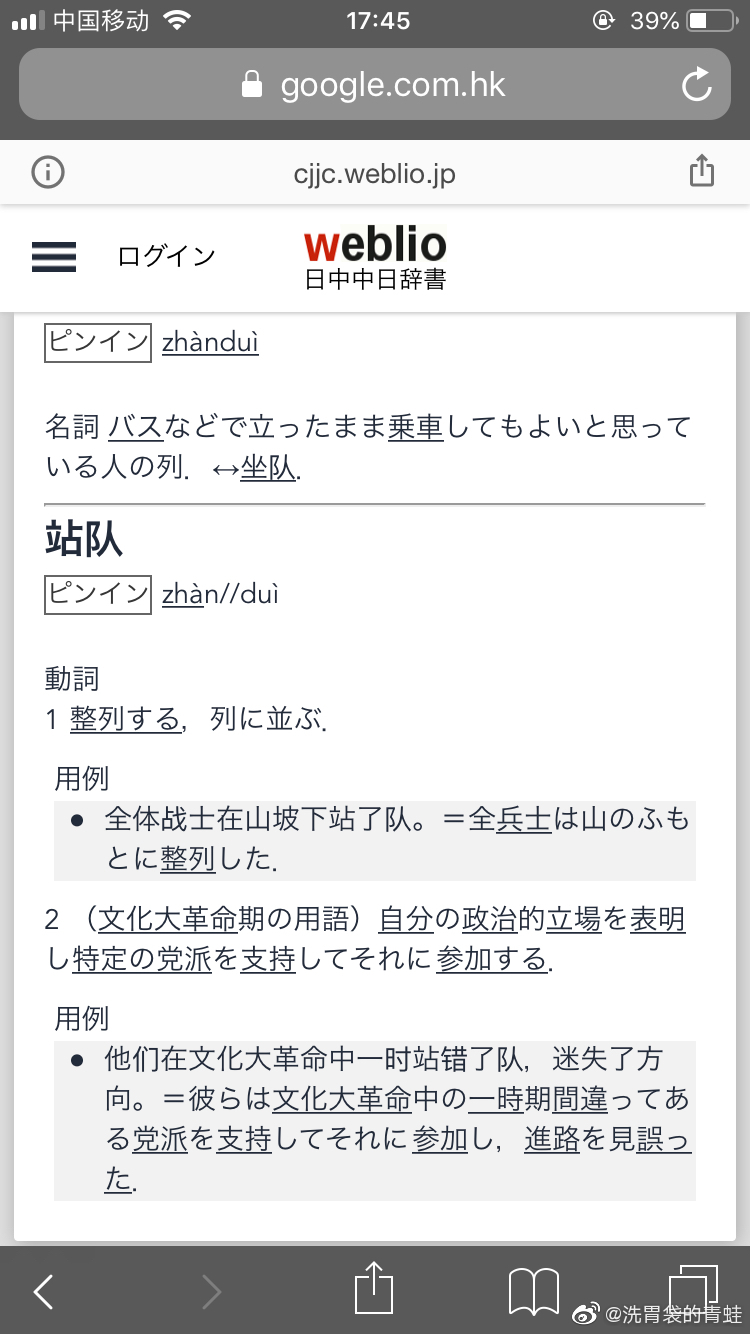 中国移动
17:45
39%
google.com.hk
cjjc.weblio.jp
ログイン
weblio
日中中日辞書
ピンイン zhànduì
名詞 バスなどで立ったまま乗車してもよいと思って
いる人の列．↔坐队．
站队
ピンイン zhàn//duì
動詞
1 整列する，列に並ぶ．
用例
● 全体战士在山坡下站了队。＝全兵士は山のふも
とに整列した．
2 （文化大革命期の用語）自分の政治的立場を表明
し特定の党派を支持してそれに参加する．
用例
● 他们在文化大革命中一时站错了队，迷失了方
向。＝彼らは文化大革命中の一時期間違ってあ
る党派を支持してそれに参加し，進路を見誤っ
た．
@洗胃袋的青蛙